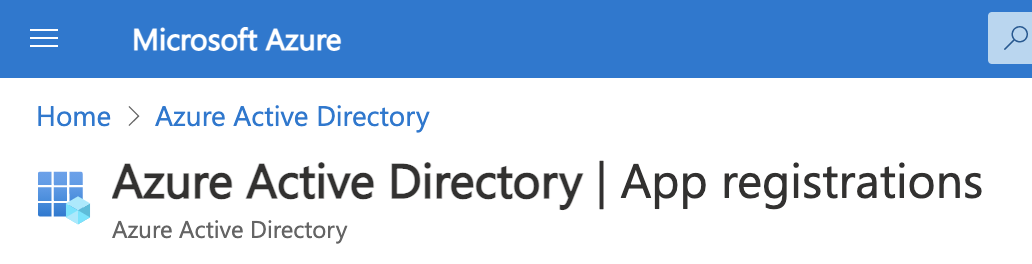 Microsoft Azure
Home > Azure Active Directory
Azure Active Directory | App registrations
Azure Active Directory